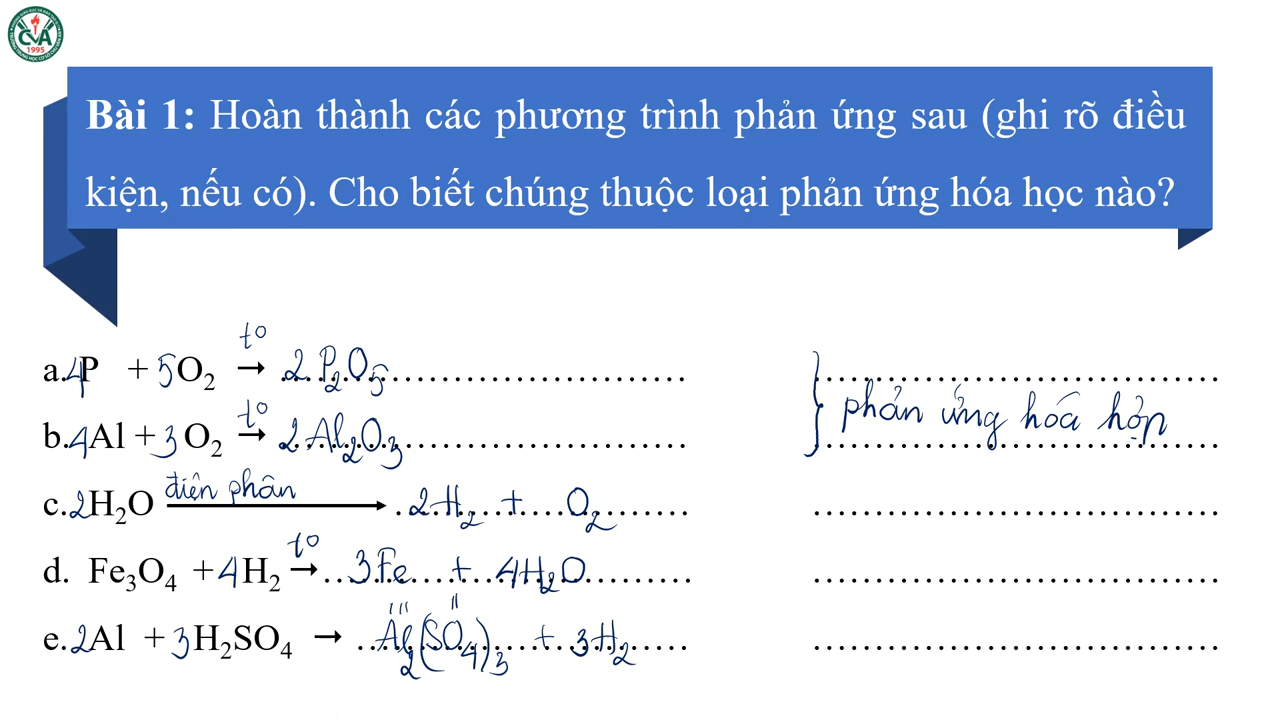 CVA
1995
Bài 1: Hoàn thành các phương trình phản ứng sau (ghi rõ điều
kiện, nếu có). Cho biết chúng thuộc loại phản ứng hóa học nào?
a. 4P + 5O₂ →(t°) 2P₂O₅ ........................
b. 4Al + 3O₂ →(t°) 2Al₂O₃ ........................
} phản ứng hóa hợp
c. 2H₂O →(điện phân) 2H₂ + O₂ ........................
d. Fe₃O₄ + 4H₂ →(t°) 3Fe + 4H₂O ........................
e. 2Al + 3H₂SO₄ → Al₂(SO₄)₃ + 3H₂ ........................